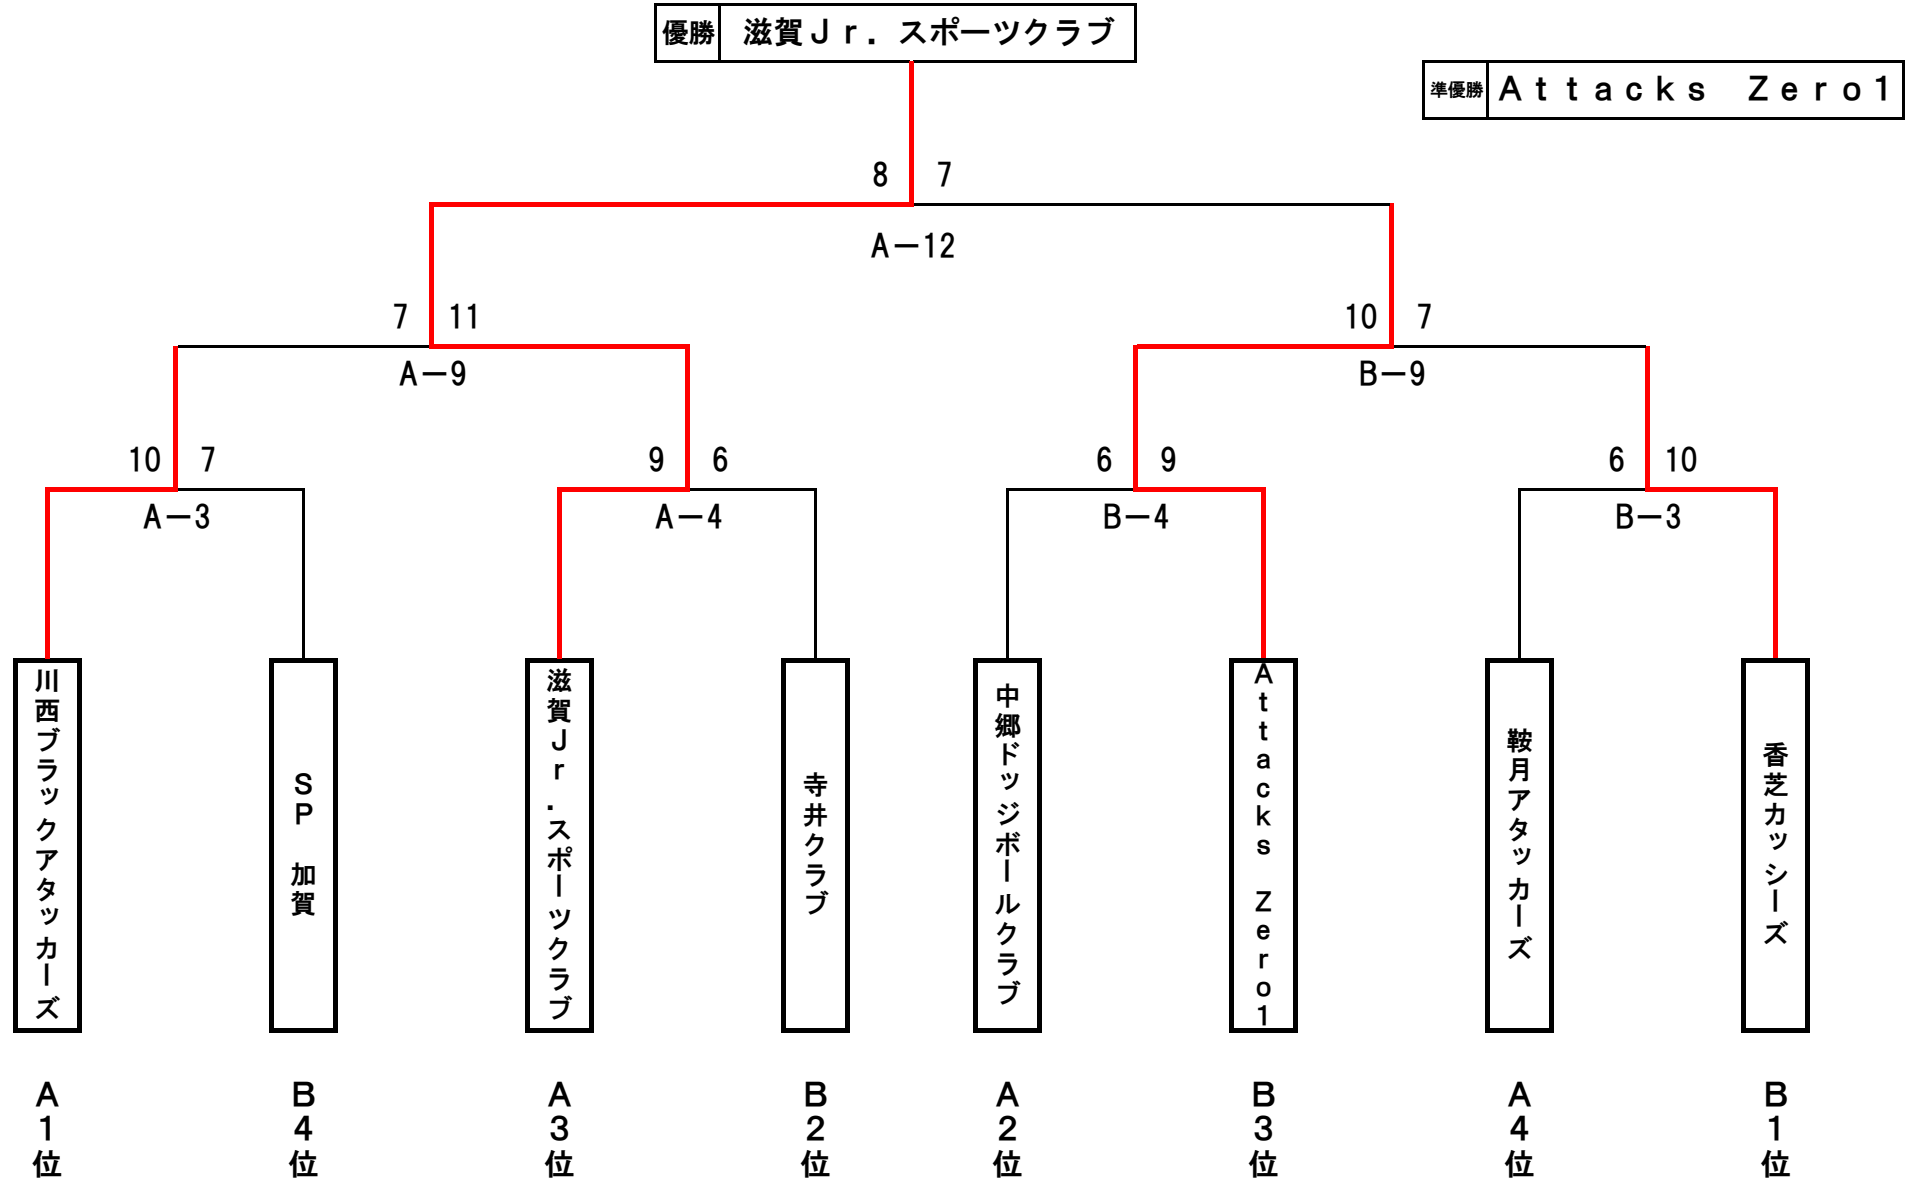 優勝 滋賀Ｊｒ．スポーツクラブ
準優勝 Ａｔｔａｃｋｓ　Ｚｅｒｏ１
8 7
A－12
7 11
10 7
A－9
B－9
10 7
9 6
6 9
6 10
A－3
A－4
B－4
B－3
川西ブラックアタッカーズ
ＳＰ　加賀
滋賀Ｊｒ．スポーツクラブ
寺井クラブ
中郷ドッジボールクラブ
Ａｔｔａｃｋｓ　Ｚｅｒｏ１
鞍月アタッカーズ
香芝カッシーズ
Ａ１位
Ｂ４位
Ａ３位
Ｂ２位
Ａ２位
Ｂ３位
Ａ４位
Ｂ１位